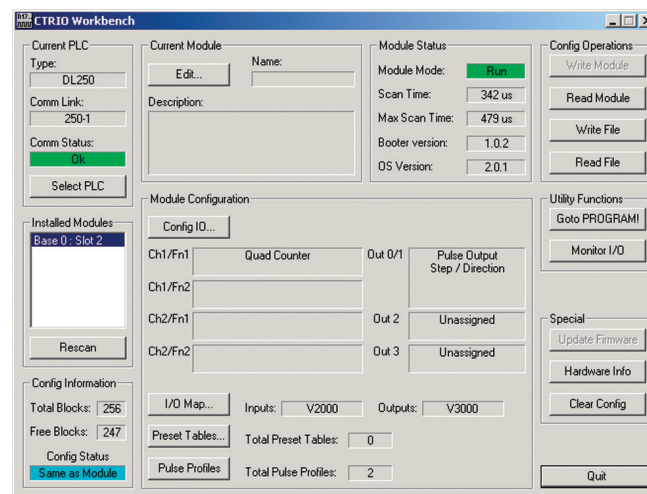 CTRIO Workbench
Current PLC
Type:
DL250
Comm Link:
250-1
Comm Status:
Ok
Select PLC
Current Module
Edit...
Name:
Description:
Module Status
Module Mode: Run
Scan Time: 342 us
Max Scan Time: 479 us
Booter version: 1.0.2
OS Version: 2.0.1
Config Operations
Write Module
Read Module
Write File
Read File
Installed Modules
Base 0 : Slot 2
Rescan
Module Configuration
Config IO...
Ch1/Fn1 Quad Counter
Ch1/Fn2
Ch2/Fn1
Ch2/Fn2
Out 0/1 Pulse Output
Step / Direction
Out 2 Unassigned
Out 3 Unassigned
Utility Functions
Goto PROGRAM!
Monitor I/O
Special
Update Firmware
Hardware Info
Clear Config
Config Information
Total Blocks: 256
Free Blocks: 247
Config Status
Same as Module
I/O Map... Inputs: V2000 Outputs: V3000
Preset Tables... Total Preset Tables: 0
Pulse Profiles Total Pulse Profiles: 2
Quit